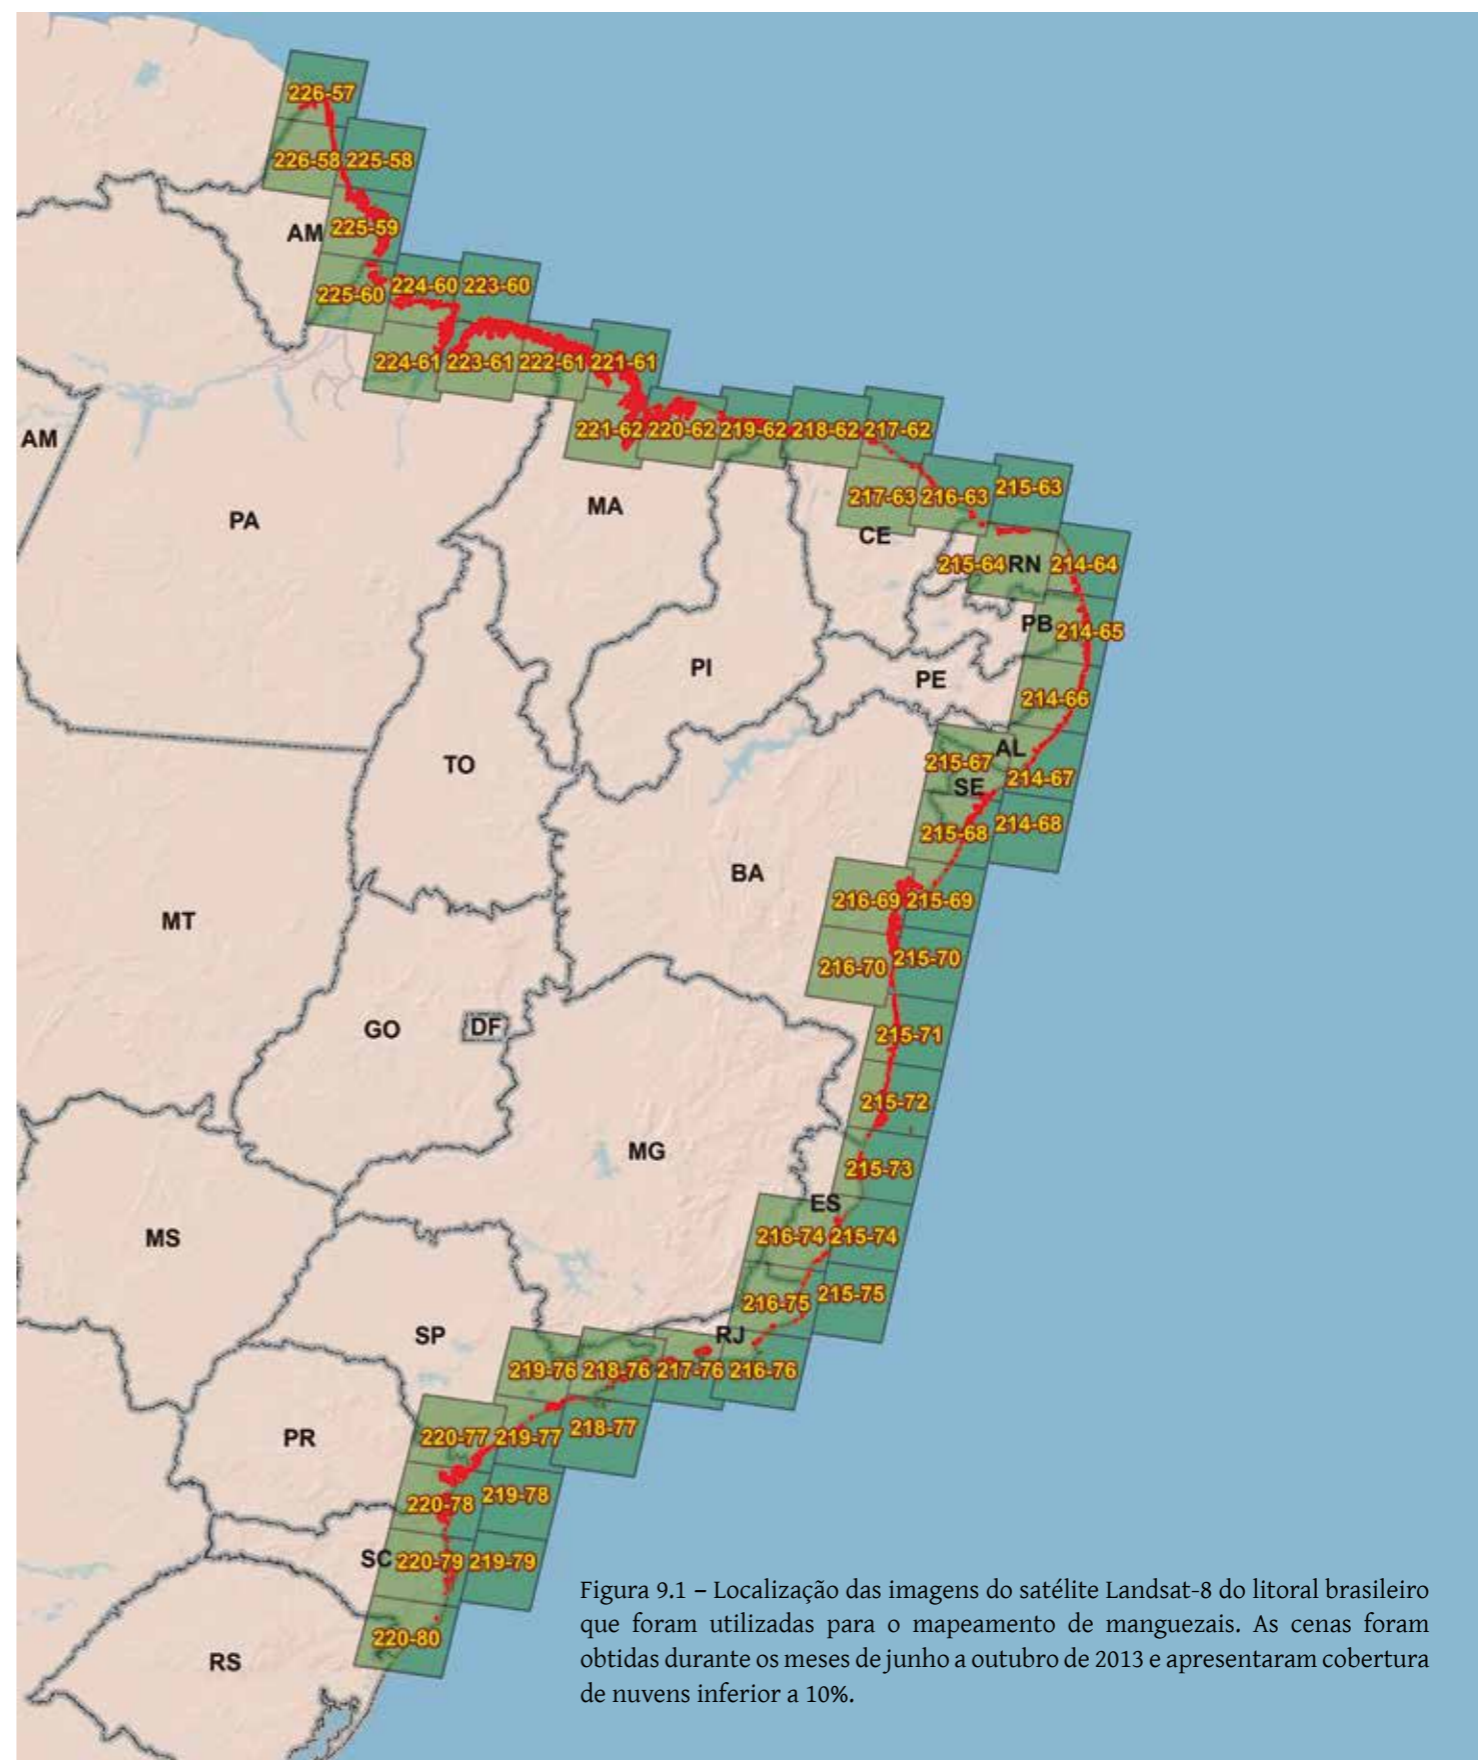 226-57
226-58 225-58
AM 225-59
225-60 224-60 223-60
224-61 223-61 222-61 221-61
221-62 220-62 219-62 218-62 217-62
AM
217-63 216-63 215-63
PA
MA
CE
215-64 RN 214-64
PB 214-65
PI
PE
214-66
AL
215-67
TO
SE
214-67
215-68 214-68
BA
216-69 215-69
MT
216-70 215-70
GO
DF
215-71
215-72
MG
215-73
ES
MS
216-74 215-74
216-75 215-75
SP
RJ
219-76 218-76 217-76 216-76
PR
220-77 219-77 218-77
220-78 219-78
SC 220-79 219-79
220-80
RS
Figura 9.1 – Localização das imagens do satélite Landsat-8 do litoral brasileiro
que foram utilizadas para o mapeamento de manguezais. As cenas foram
obtidas durante os meses de junho a outubro de 2013 e apresentaram cobertura
de nuvens inferior a 10%.